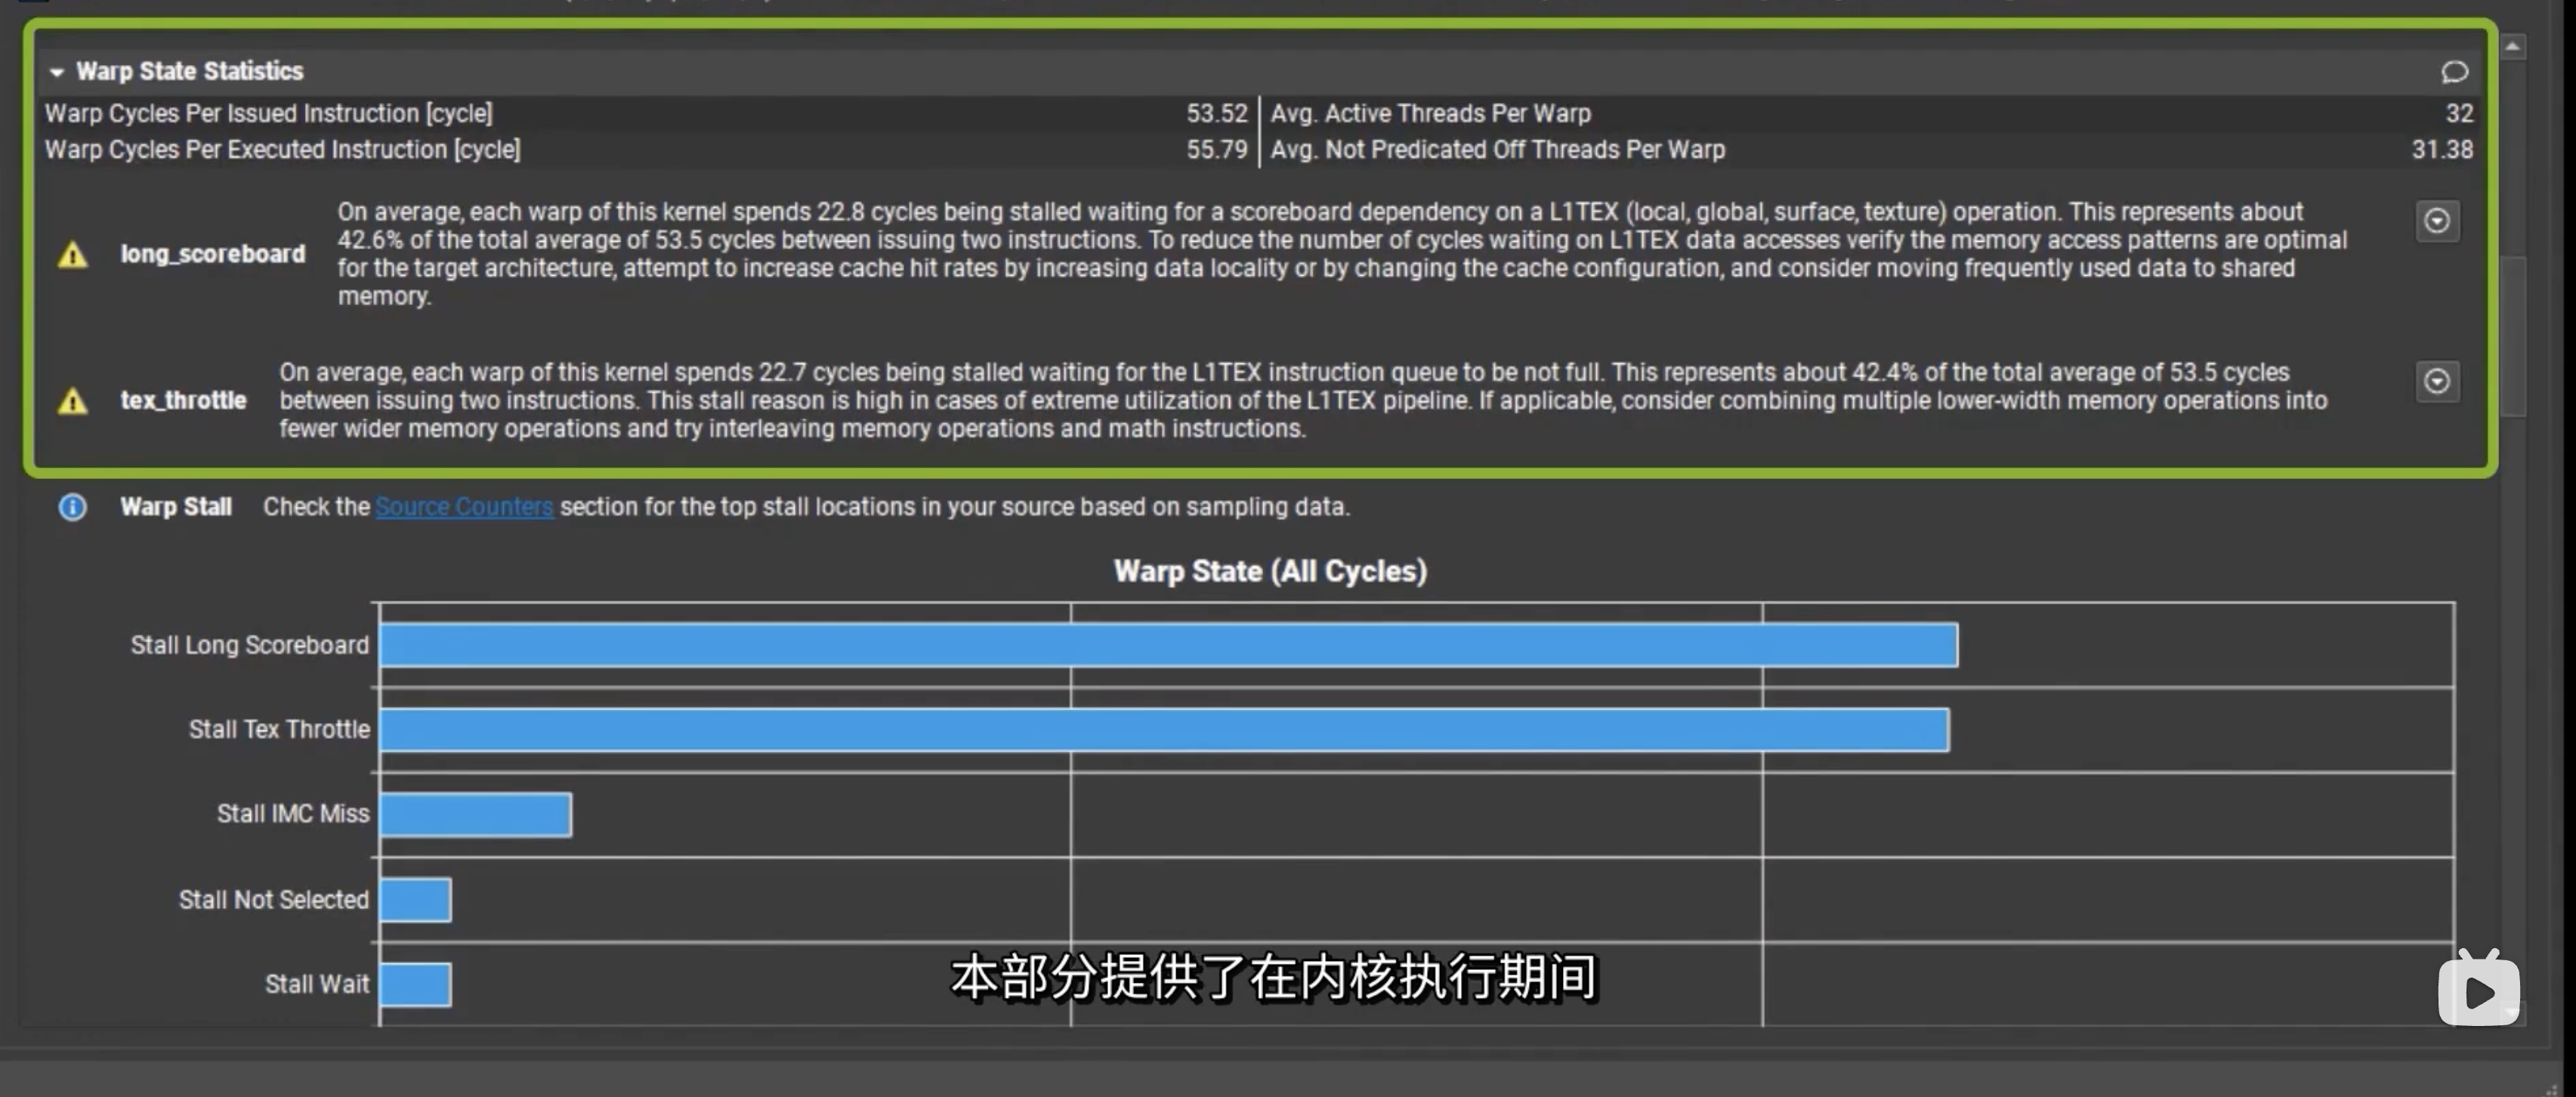 Warp State Statistics
Warp Cycles Per Issued Instruction [cycle] 53.52 Avg. Active Threads Per Warp 32
Warp Cycles Per Executed Instruction [cycle] 55.79 Avg. Not Predicated Off Threads Per Warp 31.38
On average, each warp of this kernel spends 22.8 cycles being stalled waiting for a scoreboard dependency on a L1TEX (local, global, surface, texture) operation. This represents about
42.6% of the total average of 53.5 cycles between issuing two instructions. To reduce the number of cycles waiting on L1TEX data accesses verify the memory access patterns are optimal
long_scoreboard
for the target architecture, attempt to increase cache hit rates by increasing data locality or by changing the cache configuration, and consider moving frequently used data to shared
memory.
On average, each warp of this kernel spends 22.7 cycles being stalled waiting for the L1TEX instruction queue to be not full. This represents about 42.4% of the total average of 53.5 cycles
tex_throttle
between issuing two instructions. This stall reason is high in cases of extreme utilization of the L1TEX pipeline. If applicable, consider combining multiple lower-width memory operations into
fewer wider memory operations and try interleaving memory operations and math instructions.
Warp Stall Check the Source Counters section for the top stall locations in your source based on sampling data.
Warp State (All Cycles)
Stall Long Scoreboard
Stall Tex Throttle
Stall IMC Miss
Stall Not Selected
Stall Wait
本部分提供了在内核执行期间